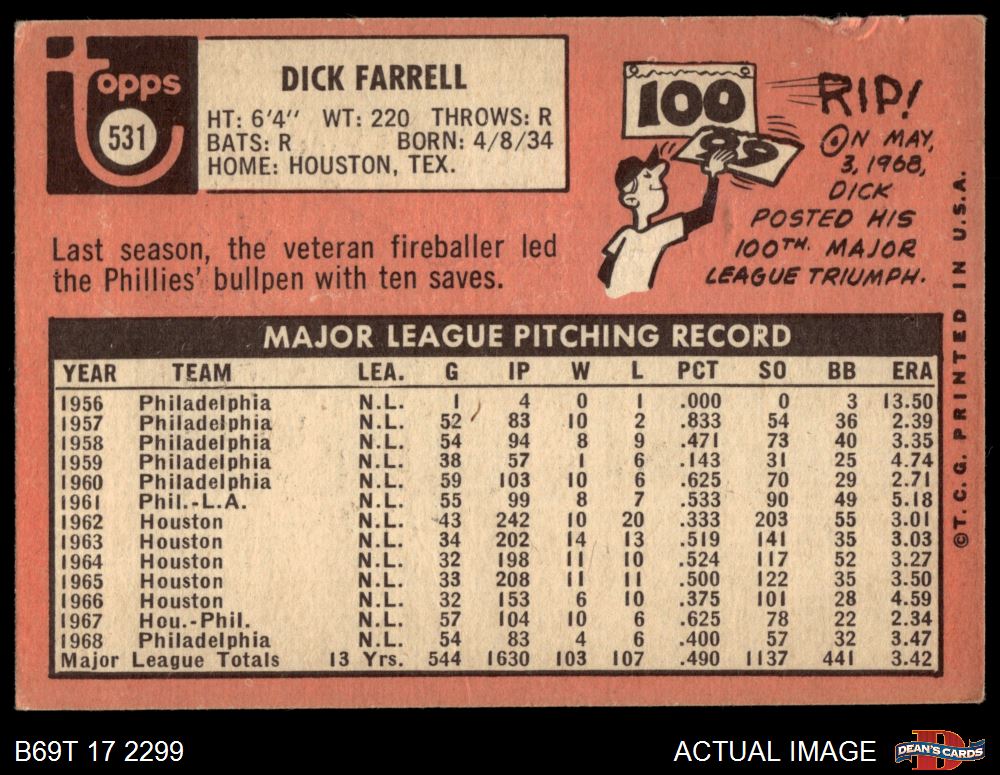 topps
531
DICK FARRELL
HT: 6'4" WT: 220 THROWS: R
BATS: R BORN: 4/8/34
HOME: HOUSTON, TEX.
100
99
RIP!
ON MAY,
3, 1968,
DICK
POSTED HIS
100TH. MAJOR
LEAGUE TRIUMPH.
Last season, the veteran fireballer led
the Phillies' bullpen with ten saves.
MAJOR LEAGUE PITCHING RECORD
YEAR TEAM LEA. G IP W L PCT SO BB ERA
1956 Philadelphia N.L. 1 4 0 1 .000 0 3 13.50
1957 Philadelphia N.L. 52 83 10 2 .833 54 36 2.39
1958 Philadelphia N.L. 54 94 8 9 .471 73 40 3.35
1959 Philadelphia N.L. 38 57 1 6 .143 31 25 4.74
1960 Philadelphia N.L. 59 103 10 6 .625 70 29 2.71
1961 Phil.-L.A. N.L. 55 99 8 7 .533 90 49 5.18
1962 Houston N.L. 43 242 10 20 .333 203 55 3.01
1963 Houston N.L. 34 202 14 13 .519 141 35 3.03
1964 Houston N.L. 32 198 11 10 .524 117 52 3.27
1965 Houston N.L. 33 208 11 11 .500 122 35 3.50
1966 Houston N.L. 32 153 6 10 .375 101 28 4.59
1967 Hou.-Phil. N.L. 57 104 10 6 .625 78 22 2.34
1968 Philadelphia N.L. 54 83 4 6 .400 57 32 3.47
Major League Totals 13 Yrs. 544 1630 103 107 .490 1137 441 3.42
©T. C. G. PRINTED IN U.S.A.
B69T 17 2299
ACTUAL IMAGE
D
DEAN'S CARDS